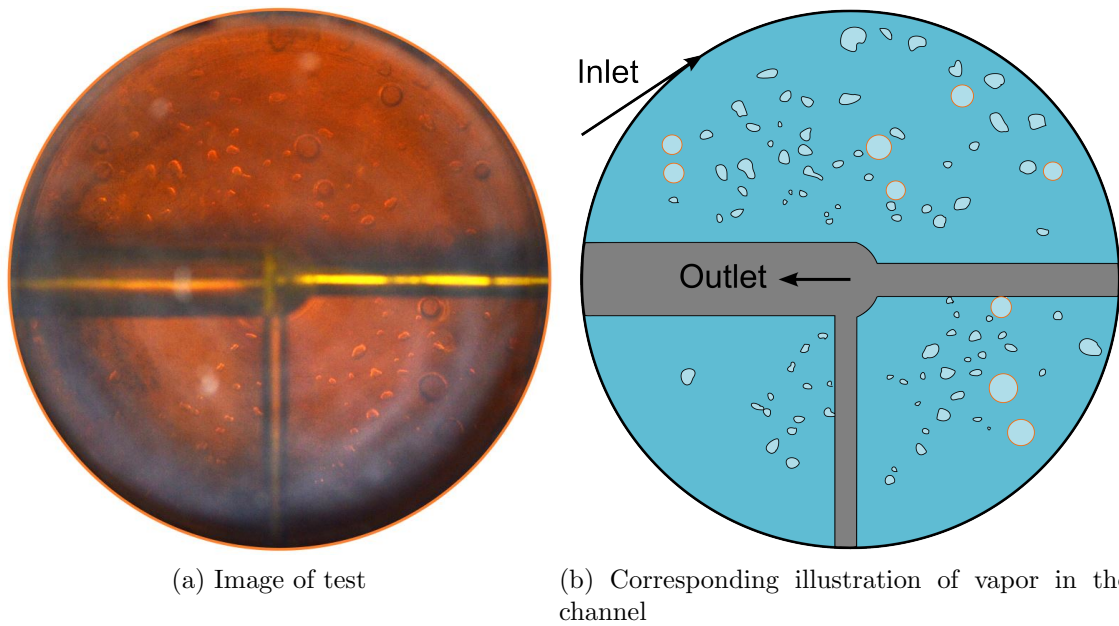 Inlet
Outlet
(a) Image of test
(b) Corresponding illustration of vapor in the
channel